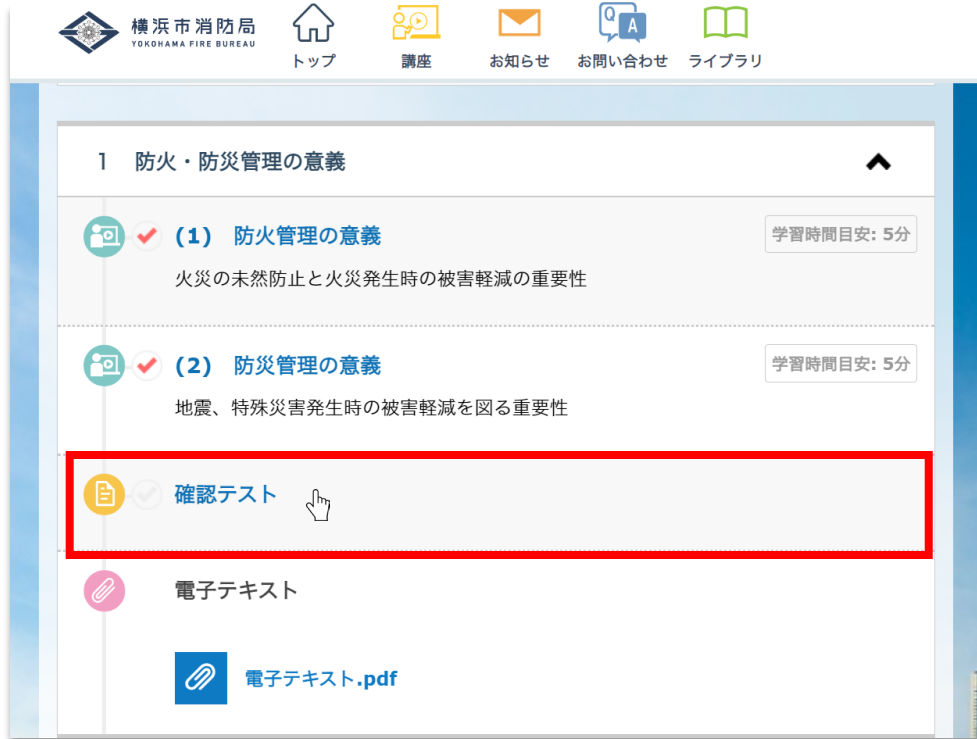 横浜市消防局
YOKOHAMA FIRE BUREAU
トップ
講座
お知らせ
Q A
お問い合わせ
ライブラリ
1 防火・防災管理の意義
(1) 防火管理の意義
学習時間目安: 5分
火災の未然防止と火災発生時の被害軽減の重要性
(2) 防災管理の意義
学習時間目安: 5分
地震、特殊災害発生時の被害軽減を図る重要性
確認テスト
電子テキスト
電子テキスト.pdf